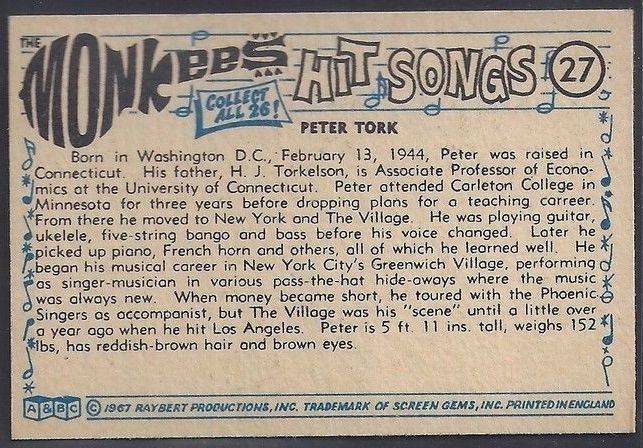 THE MONKEES HIT SONGS 27
COLLECT ALL 26!
PETER TORK
Born in Washington D.C., February 13, 1944, Peter was raised in
Connecticut. His father, H. J. Torkelson, is Associate Professor of Econo-
mics at the University of Connecticut. Peter attended Carleton College in
Minnesota for three years before dropping plans for a teaching carreer.
From there he moved to New York and The Village. He was playing guitar,
ukelele, five-string bango and bass before his voice changed. Later he
picked up piano, French horn and others, all of which he learned well. He
began his musical career in New York City's Greenwich Village, performing
as singer-musician in various pass-the-hat hide-aways where the music
was always new. When money became short, he toured with the Phoenic
Singers as accompanist, but The Village was his "scene" until a little over
a year ago when he hit Los Angeles. Peter is 5 ft. 11 ins. tall, weighs 152
lbs, has reddish-brown hair and brown eyes.
A&BC © 1967 RAYBERT PRODUCTIONS, INC. TRADEMARK OF SCREEN GEMS, INC. PRINTED IN ENGLAND